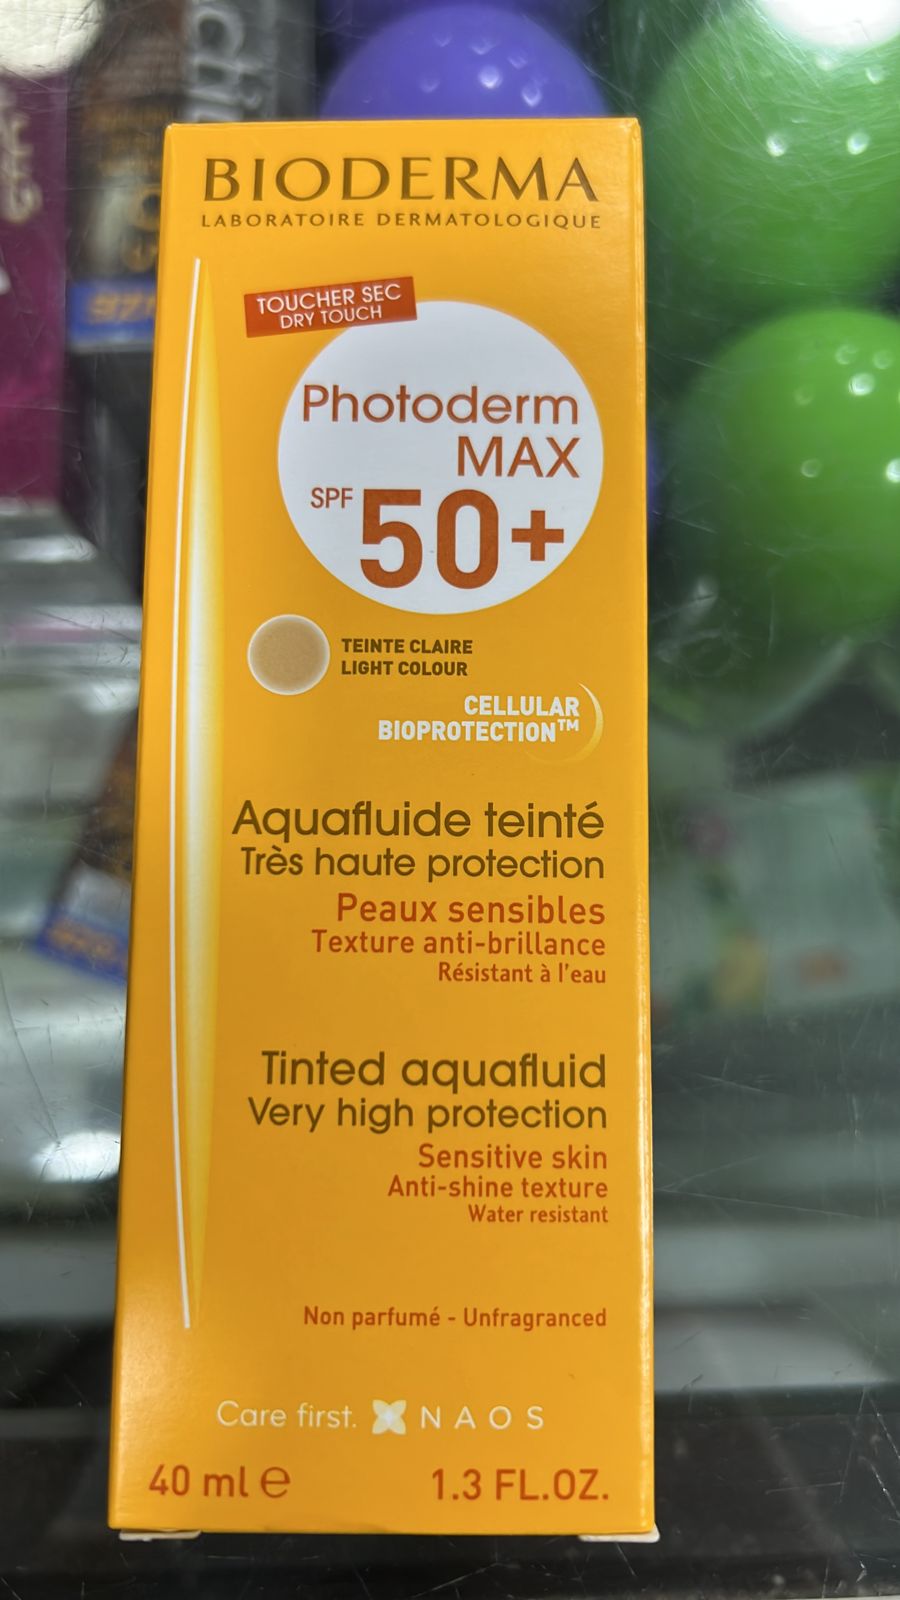 BIODERMA
LABORATOIRE DERMATOLOGIQUE
TOUCHER SEC
DRY TOUCH
Photoderm
MAX
SPF 50+
TEINTE CLAIRE
LIGHT COLOUR
CELLULAR
BIOPROTECTION™
Aquafluide teinté
Très haute protection
Peaux sensibles
Texture anti-brillance
Résistant à l'eau
Tinted aquafluid
Very high protection
Sensitive skin
Anti-shine texture
Water resistant
Non parfumé - Unfragranced
Care first. NAOS
40 ml ℮ 1.3 FL.OZ.